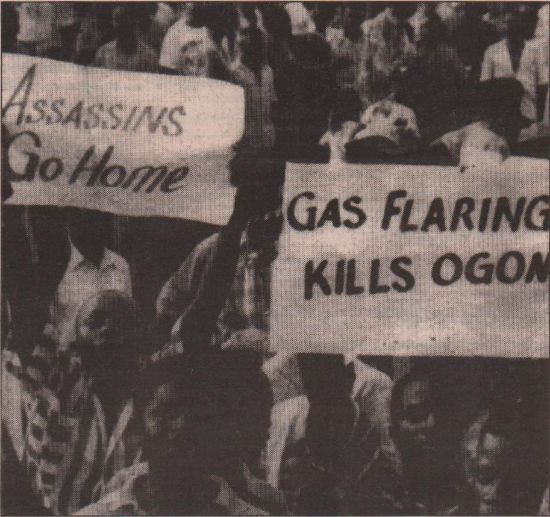 ASSASSINS
GO HOME
GAS FLARING
KILLS OGON